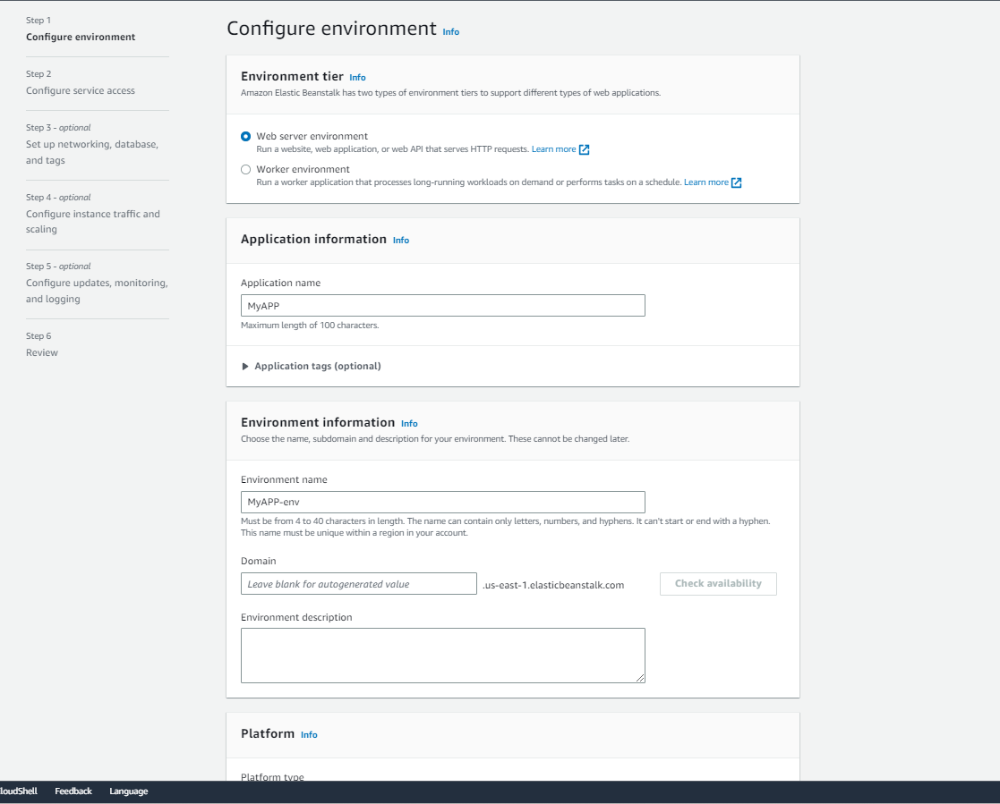 Step 1
Configure environment
Step 2
Configure service access
Step 3 - optional
Set up networking, database,
and tags
Step 4 - optional
Configure instance traffic and
scaling
Step 5 - optional
Configure updates, monitoring,
and logging
Step 6
Review
Configure environment Info
Environment tier Info
Amazon Elastic Beanstalk has two types of environment tiers to support different types of web applications.
Web server environment
Run a website, web application, or web API that serves HTTP requests. Learn more
Worker environment
Run a worker application that processes long-running workloads on demand or performs tasks on a schedule. Learn more
Application information Info
Application name
MyAPP
Maximum length of 100 characters.
Application tags (optional)
Environment information Info
Choose the name, subdomain and description for your environment. These cannot be changed later.
Environment name
MyAPP-env
Must be from 4 to 40 characters in length. The name can contain only letters, numbers, and hyphens. It can't start or end with a hyphen.
This name must be unique within a region in your account.
Domain
Leave blank for autogenerated value .us-east-1.elasticbeanstalk.com Check availability
Environment description
Platform Info
Platform type
loudShell Feedback Language